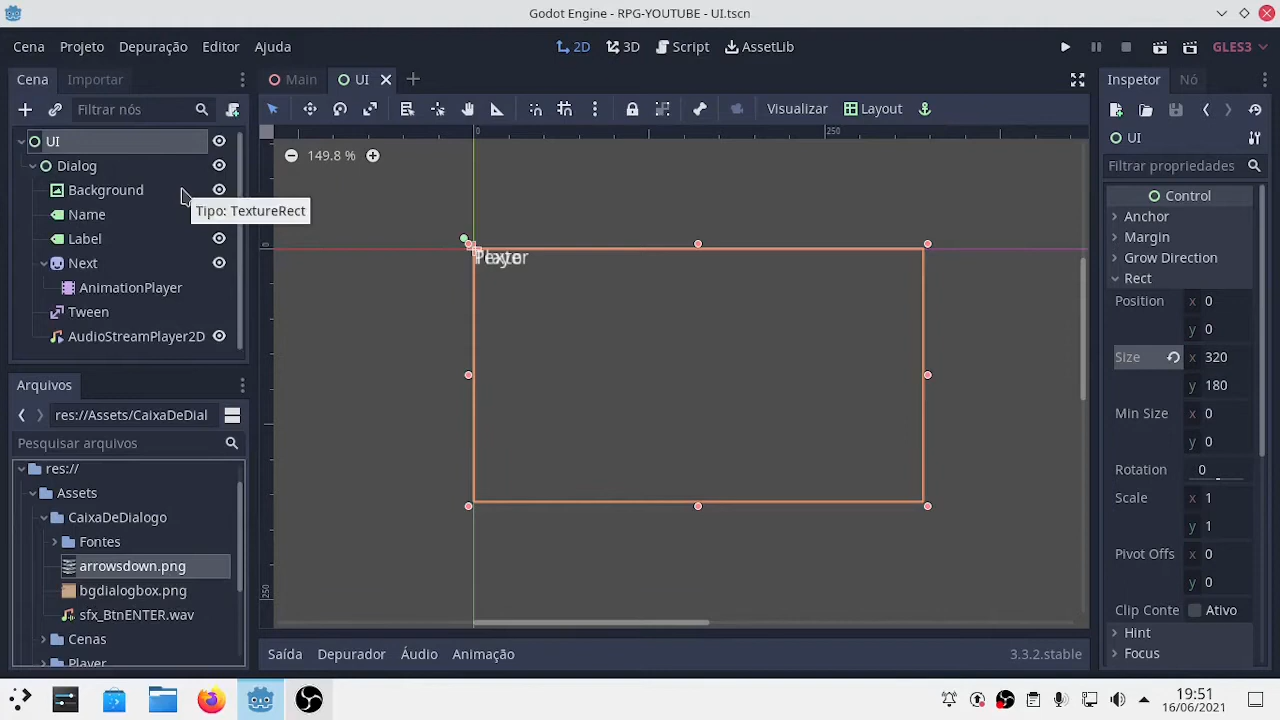 Godot Engine - RPG-YOUTUBE - UI.tscn
Cena Projeto Depuração Editor Ajuda
2D 3D Script AssetLib
GLES3
Cena Importar
Main UI
Inspetor Nó
Filtrar nós
Visualizar Layout
UI
149.8 %
0
250
UI
Filtrar propriedades
Dialog
Background
Tipo: TextureRect
Name
Label
Next
AnimationPlayer
Tween
AudioStreamPlayer2D
0
250
Player
Texto
Control
Anchor
Margin
Grow Direction
Rect
Position x 0
y 0
Size x 320
y 180
Min Size x 0
y 0
Rotation 0
Scale x 1
y 1
Pivot Offs x 0
y 0
Clip Conte Ativo
Hint
Focus
Arquivos
res://Assets/CaixaDeDial
Pesquisar arquivos
res://
Assets
CaixaDeDialogo
Fontes
arrowsdown.png
bgdialogbox.png
sfx_BtnENTER.wav
Cenas
Player
Saída Depurador Áudio Animação 3.3.2.stable
19:51
16/06/2021